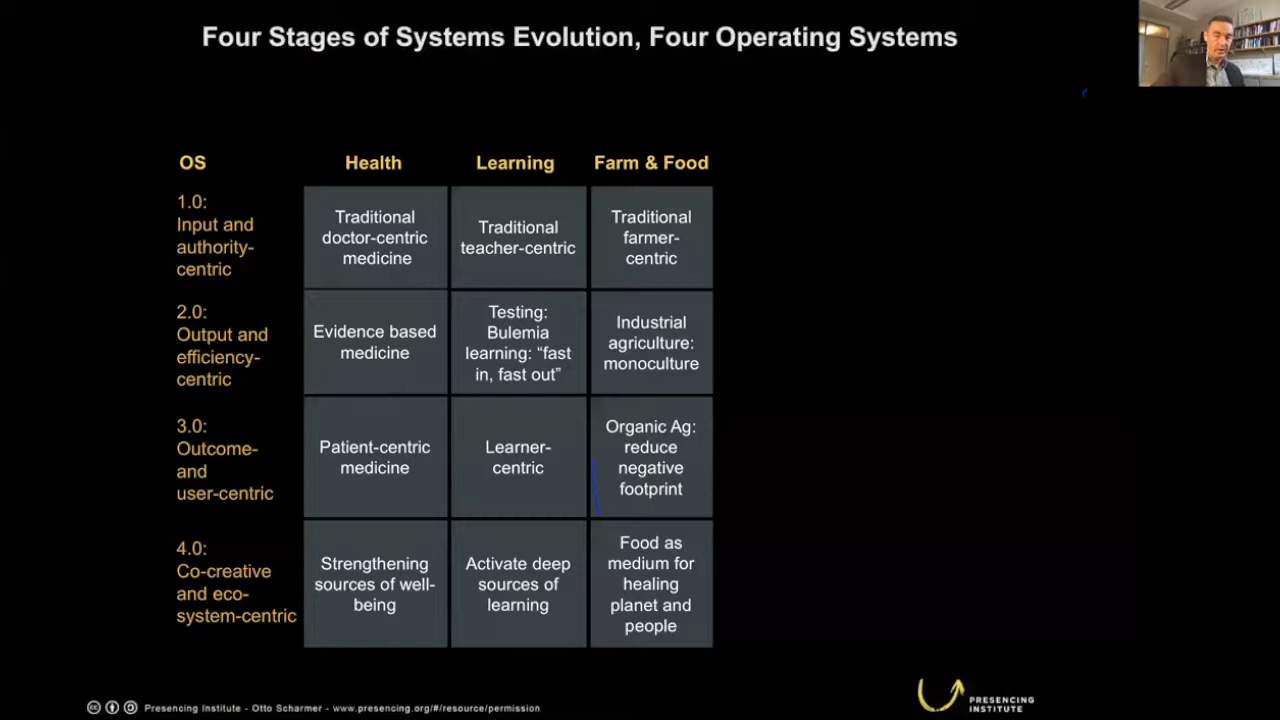 Four Stages of Systems Evolution, Four Operating Systems
OS
Health
Learning
Farm & Food
1.0:
Input and
authority-
centric
Traditional
doctor-centric
medicine
Traditional
teacher-centric
Traditional
farmer-
centric
2.0:
Output and
efficiency-
centric
Evidence based
medicine
Testing:
Bulemia
learning: “fast
in, fast out”
Industrial
agriculture:
monoculture
3.0:
Outcome-
and
user-centric
Patient-centric
medicine
Learner-
centric
Organic Ag:
reduce
negative
footprint
4.0:
Co-creative
and eco-
system-centric
Strengthening
sources of well-
being
Activate deep
sources of
learning
Food as
medium for
healing
planet and
people
Presencing Institute - Otto Scharmer - www.presencing.org/#/resource/permission
PRESENCING
INSTITUTE